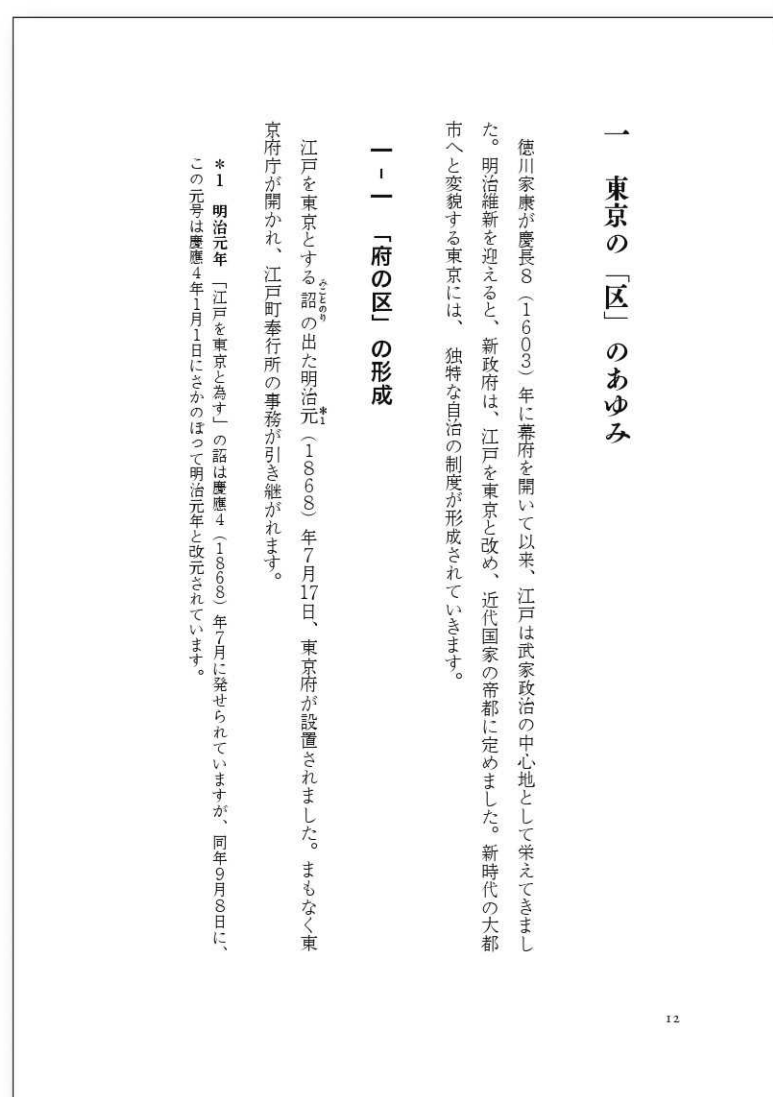 一　東京の「区」のあゆみ
徳川家康が慶長8（1603）年に幕府を開いて以来、江戸は武家政治の中心地として栄えてきまし
た。明治維新を迎えると、新政府は、江戸を東京と改め、近代国家の帝都に定めました。新時代の大都
市へと変貌する東京には、独特な自治の制度が形成されていきます。
一-一　「府の区」の形成
江戸を東京とする詔の出た明治元（1868）年7月17日、東京府が設置されました。まもなく東
みことのり
*1
京府庁が開かれ、江戸町奉行所の事務が引き継がれます。
*1　明治元年　「江戸を東京と為す」の詔は慶應4（1868）年7月に発せられていますが、同年9月8日に、
この元号は慶應4年1月1日にさかのぼって明治元年と改元されています。
12